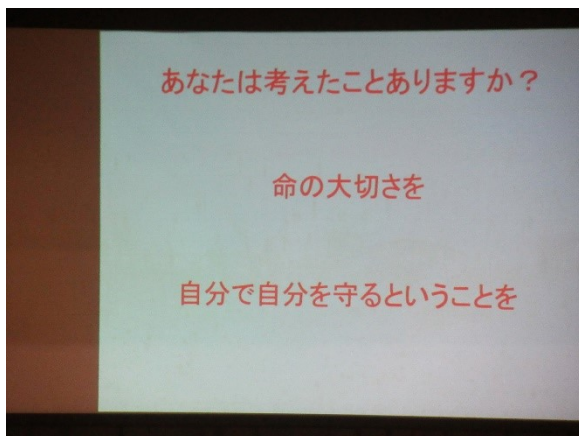 あなたは考えたことありますか？
命の大切さを
自分で自分を守るということを